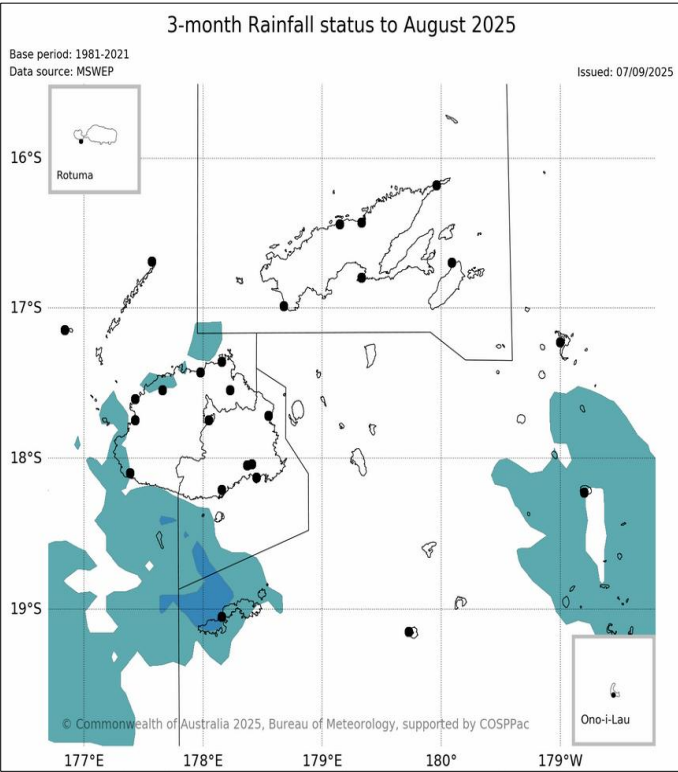 3-month Rainfall status to August 2025
Base period: 1981-2021
Data source: MSWEP
Issued: 07/09/2025
Rotuma
16°S
17°S
18°S
19°S
© Commonwealth of Australia 2025, Bureau of Meteorology, supported by COSPPac
Ono-i-Lau
177°E
178°E
179°E
180°
179°W